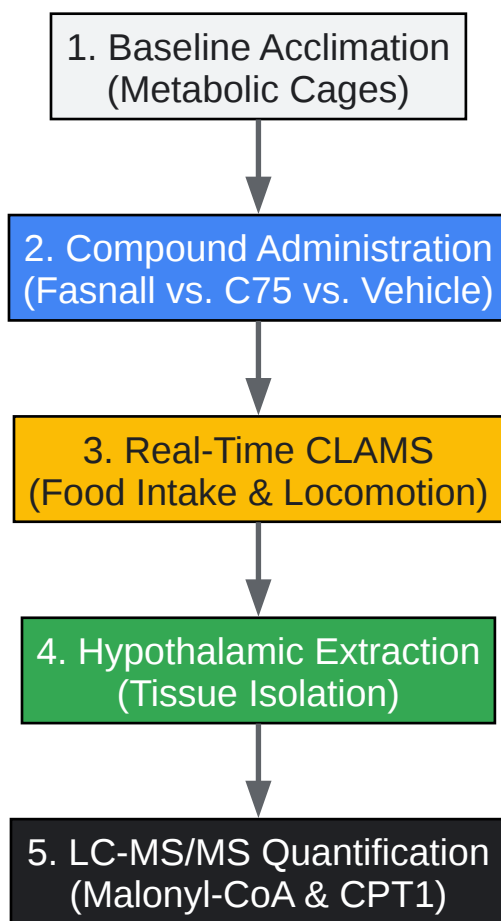 1. Baseline Acclimation
(Metabolic Cages)
2. Compound Administration
(Fasnall vs. C75 vs. Vehicle)
3. Real-Time CLAMS
(Food Intake & Locomotion)
4. Hypothalamic Extraction
(Tissue Isolation)
5. LC-MS/MS Quantification
(Malonyl-CoA & CPT1)